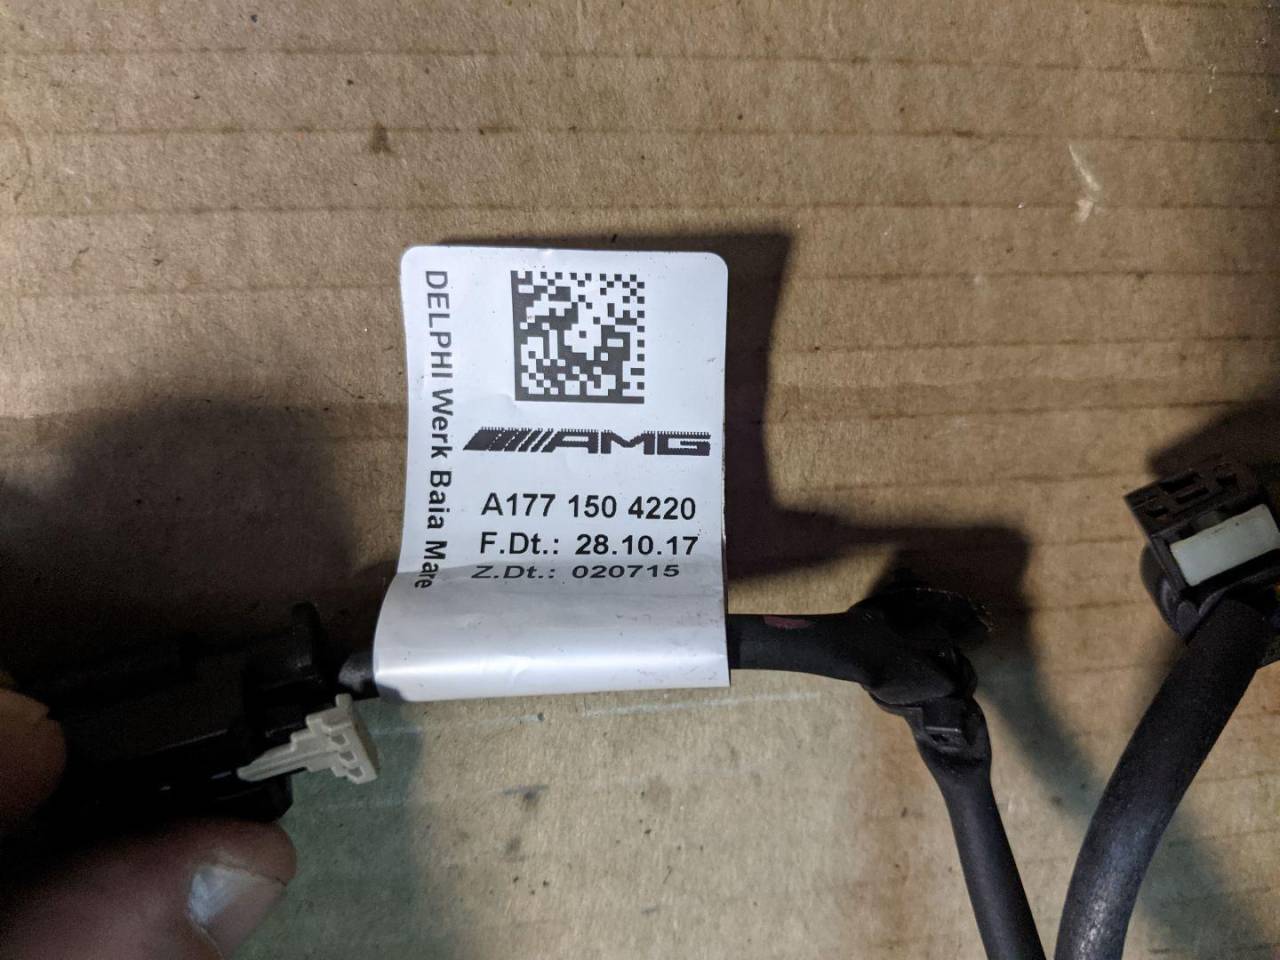 DELPHI Werk Baia Mare
AMG
A177 150 4220
F.Dt.: 28.10.17
Z.Dt.: 020715